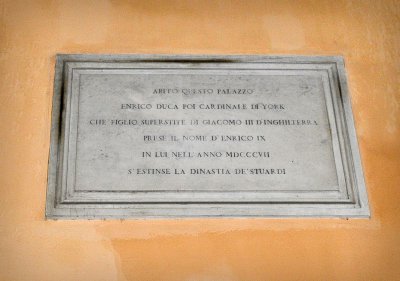 ABITÒ QUESTO PALAZZO
ENRICO DUCA POI CARDINALE DI YORK
CHE FIGLIO SUPERSTITE DI GIACOMO III D'INGHILTERRA
PRESE IL NOME D'ENRICO IX
IN LUI NELL'ANNO MDCCCVII
S'ESTINSE LA DINASTIA DE'STUARDI